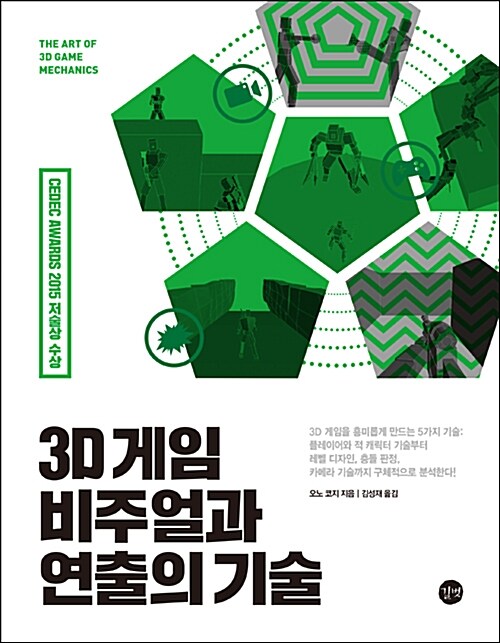 THE ART OF
3D GAME
MECHANICS
CEDEC AWARDS 2015 저술상 수상
3D 게임
비주얼과
연출의 기술
3D 게임을 흥미롭게 만드는 5가지 기술:
플레이어와 적 캐릭터 기술부터
레벨 디자인, 충돌 판정,
카메라 기술까지 구체적으로 분석한다!
오노 코지 지음 | 김성재 옮김
길벗